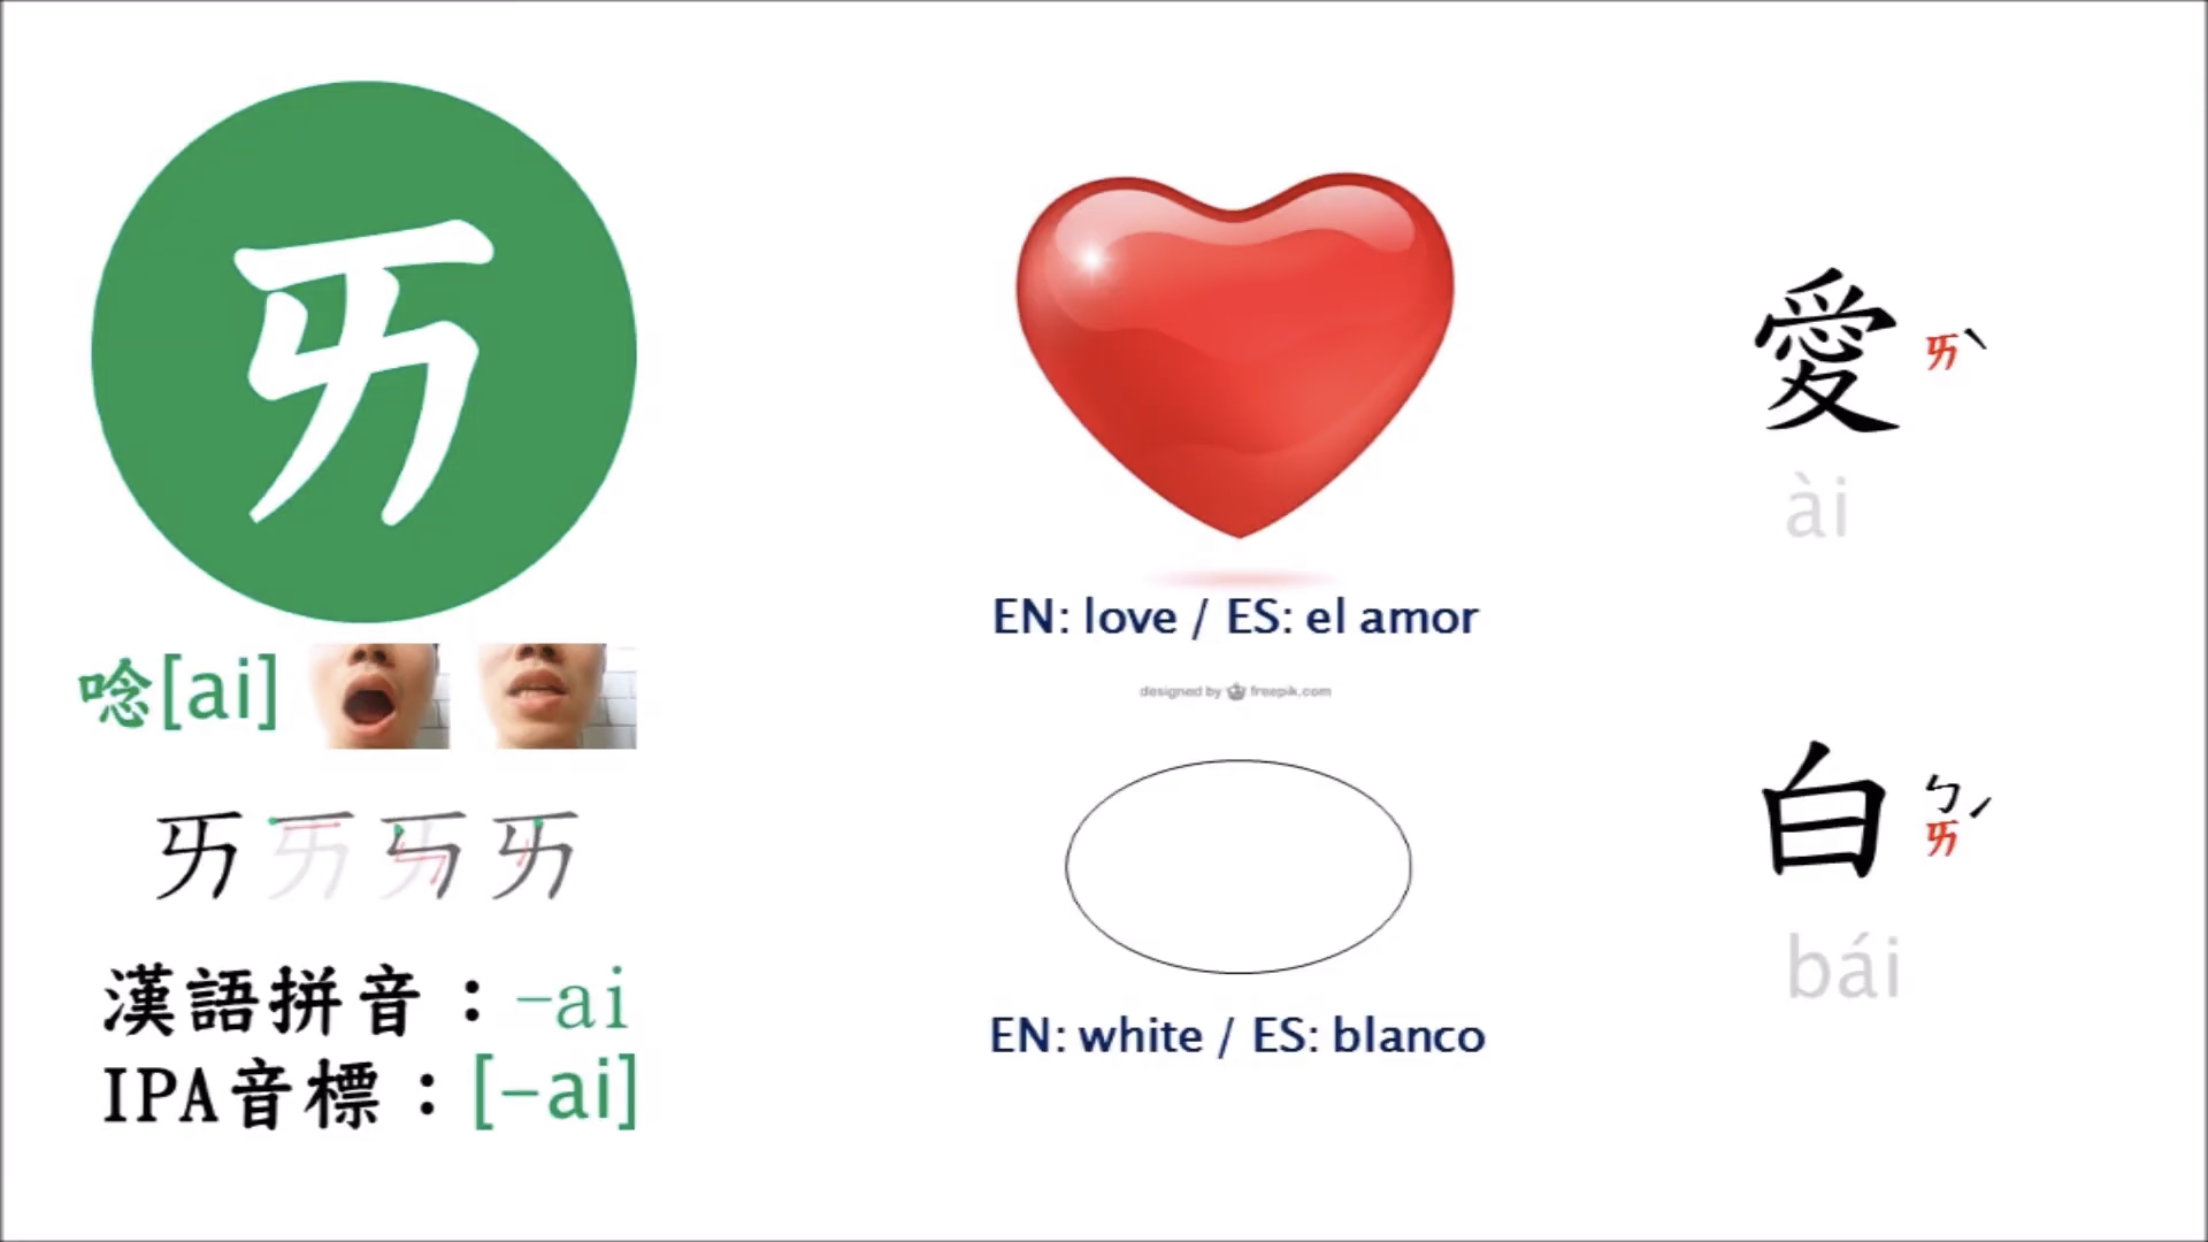 ㄞ
唸[ai]
ㄞ ㄞ ㄞ ㄞ
漢語拼音：-ai
IPA音標：[-ai]
EN: love / ES: el amor
designed by freepik.com
EN: white / ES: blanco
愛 ㄞˋ
ài
白 ㄅㄞˊ
bái